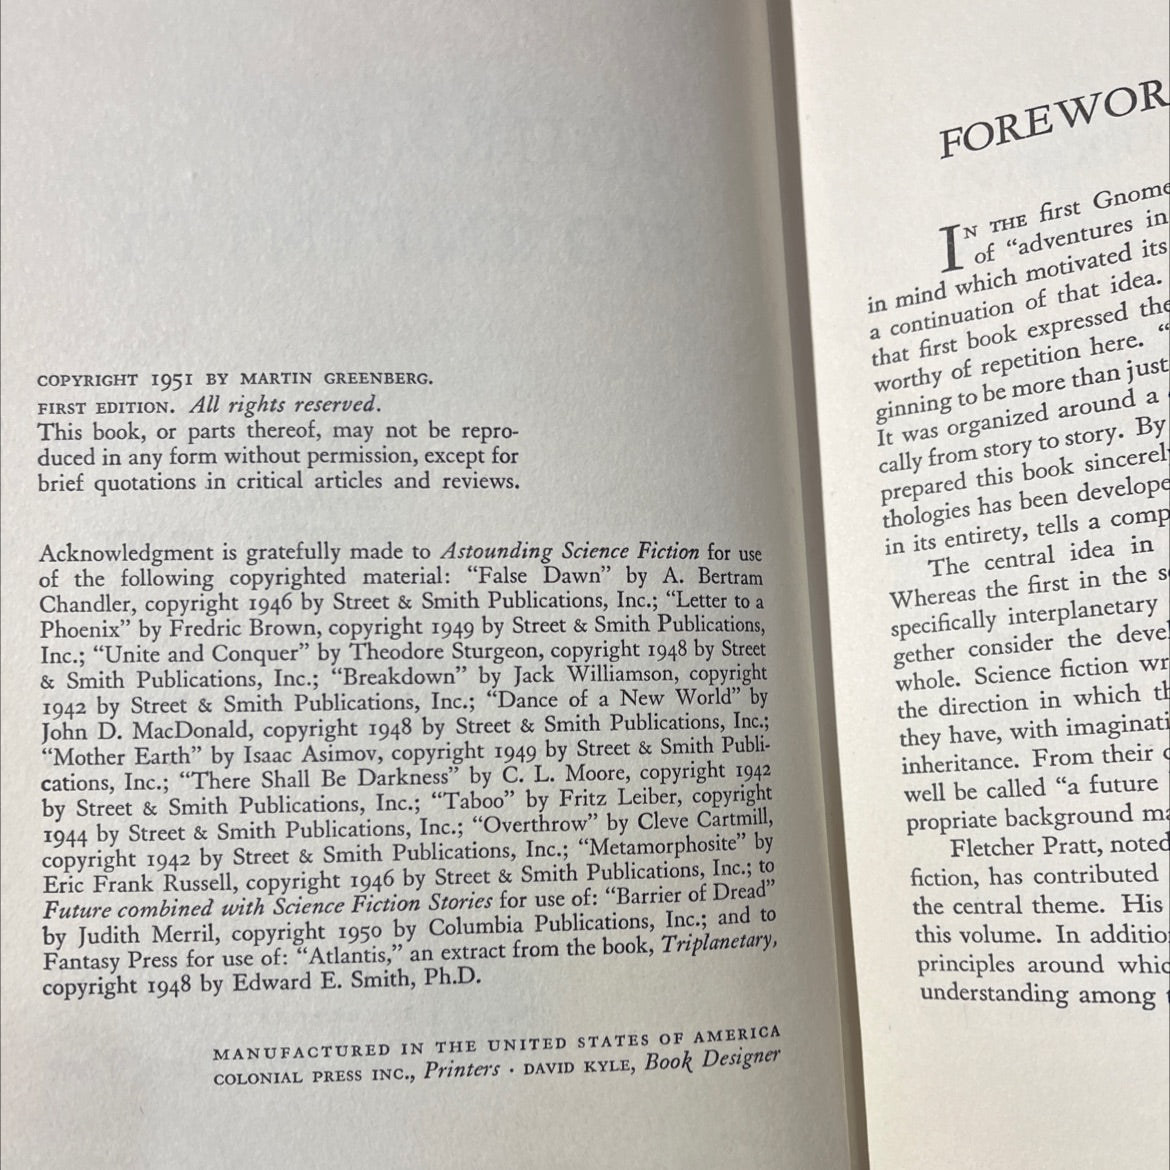 COPYRIGHT 1951 BY MARTIN GREENBERG.
FIRST EDITION. All rights reserved.
This book, or parts thereof, may not be repro-
duced in any form without permission, except for
brief quotations in critical articles and reviews.
Acknowledgment is gratefully made to Astounding Science Fiction for use
of the following copyrighted material: “False Dawn” by A. Bertram
Chandler, copyright 1946 by Street & Smith Publications, Inc.; “Letter to a
Phoenix” by Fredric Brown, copyright 1949 by Street & Smith Publications,
Inc.; “Unite and Conquer” by Theodore Sturgeon, copyright 1948 by Street
& Smith Publications, Inc.; “Breakdown” by Jack Williamson, copyright
1942 by Street & Smith Publications, Inc.; “Dance of a New World” by
John D. MacDonald, copyright 1948 by Street & Smith Publications, Inc.;
“Mother Earth” by Isaac Asimov, copyright 1949 by Street & Smith Publi-
cations, Inc.; “There Shall Be Darkness” by C. L. Moore, copyright 1942
by Street & Smith Publications, Inc.; “Taboo” by Fritz Leiber, copyright
1944 by Street & Smith Publications, Inc.; “Overthrow” by Cleve Cartmill,
copyright 1942 by Street & Smith Publications, Inc.; “Metamorphosite” by
Eric Frank Russell, copyright 1946 by Street & Smith Publications, Inc.; to
Future combined with Science Fiction Stories for use of: “Barrier of Dread”
by Judith Merril, copyright 1950 by Columbia Publications, Inc.; and to
Fantasy Press for use of: “Atlantis,” an extract from the book, Triplanetary,
copyright 1948 by Edward E. Smith, Ph.D.
MANUFACTURED IN THE UNITED STATES OF AMERICA
COLONIAL PRESS INC., Printers · DAVID KYLE, Book Designer
FOREWOR
IN THE first Gnome
of “adventures in
in mind which motivated its
a continuation of that idea.
that first book expressed the
worthy of repetition here. “
ginning to be more than just
It was organized around a
cally from story to story. By
prepared this book sincerel
thologies has been develope
in its entirety, tells a comp
The central idea in
Whereas the first in the s
specifically interplanetary
gether consider the devel
whole. Science fiction wr
the direction in which th
they have, with imaginati
inheritance. From their
well be called “a future
propriate background ma
Fletcher Pratt, noted
fiction, has contributed
the central theme. His
this volume. In additio
principles around whic
understanding among